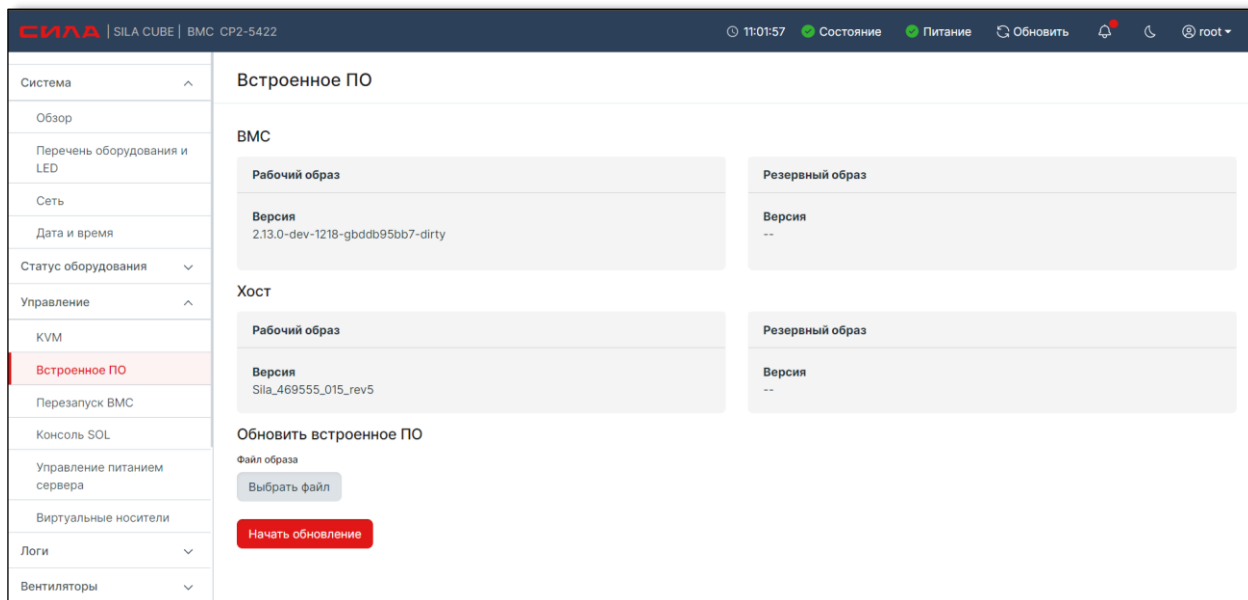 СИЛА | SILA CUBE | BMC CP2-5422
11:01:57 Состояние Питание Обновить root
Система
Обзор
Перечень оборудования и
LED
Сеть
Дата и время
Статус оборудования
Управление
KVM
Встроенное ПО
Перезапуск BMC
Консоль SOL
Управление питанием
сервера
Виртуальные носители
Логи
Вентиляторы
Встроенное ПО
BMC
Рабочий образ
Версия
2.13.0-dev-1218-gbddb95bb7-dirty
Резервный образ
Версия
--
Хост
Рабочий образ
Версия
Sila_469555_015_rev5
Резервный образ
Версия
--
Обновить встроенное ПО
Файл образа
Выбрать файл
Начать обновление